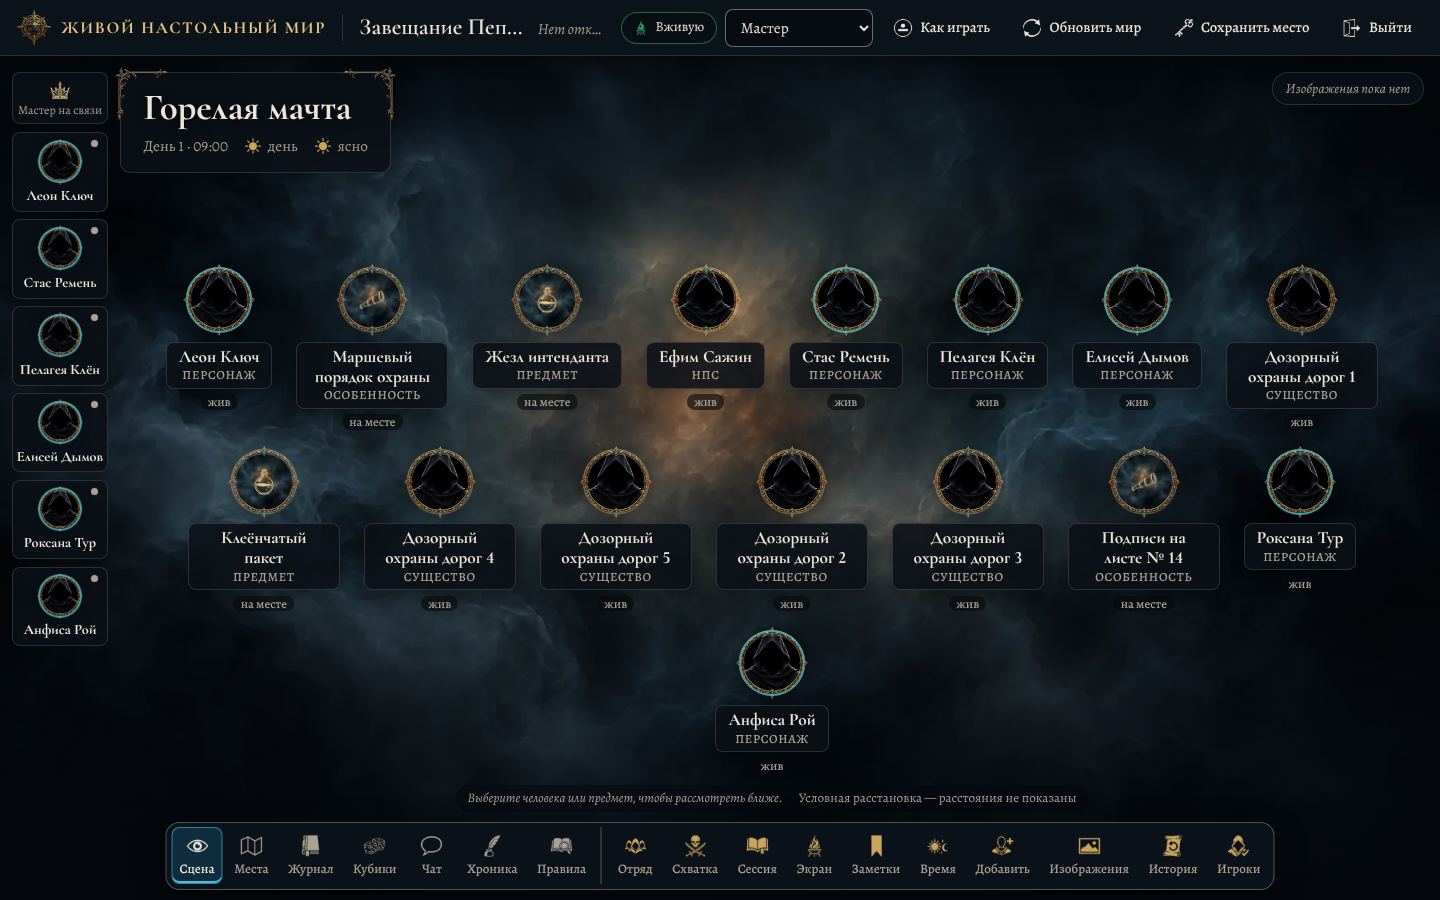 ЖИВОЙ НАСТОЛЬНЫЙ МИР
Завещание Пеп...
Нет отк...
Вживую
Мастер
Как играть
Обновить мир
Сохранить место
Выйти
Мастер на связи
Леон Ключ
Стас Ремень
Пелагея Клён
Елисей Дымов
Роксана Тур
Анфиса Рой
Горелая мачта
День 1 · 09:00
день
ясно
Изображения пока нет
Леон Ключ
ПЕРСОНАЖ
жив
Маршевый
порядок охраны
ОСОБЕННОСТЬ
на месте
Жезл интенданта
ПРЕДМЕТ
на месте
Ефим Сажин
НПС
жив
Стас Ремень
ПЕРСОНАЖ
жив
Пелагея Клён
ПЕРСОНАЖ
жив
Елисей Дымов
ПЕРСОНАЖ
жив
Дозорный
охраны дорог 1
СУЩЕСТВО
жив
Клеёнчатый
пакет
ПРЕДМЕТ
на месте
Дозорный
охраны дорог 4
СУЩЕСТВО
жив
Дозорный
охраны дорог 5
СУЩЕСТВО
жив
Дозорный
охраны дорог 2
СУЩЕСТВО
жив
Дозорный
охраны дорог 3
СУЩЕСТВО
жив
Подписи на
листе № 14
ОСОБЕННОСТЬ
на месте
Роксана Тур
ПЕРСОНАЖ
жив
Анфиса Рой
ПЕРСОНАЖ
жив
Выберите человека или предмет, чтобы рассмотреть ближе.
Условная расстановка — расстояния не показаны
Сцена
Места
Журнал
Кубики
Чат
Хроника
Правила
Отряд
Схватка
Сессия
Экран
Заметки
Время
Добавить
Изображения
История
Игроки